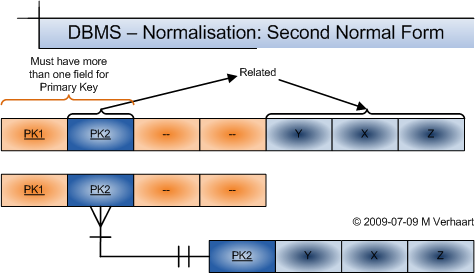 DBMS – Normalisation: Second Normal Form
Must have more
than one field for
Primary Key
Related
PK1 PK2 -- -- Y X Z
PK1 PK2 -- --
© 2009-07-09 M Verhaart
PK2 Y X Z